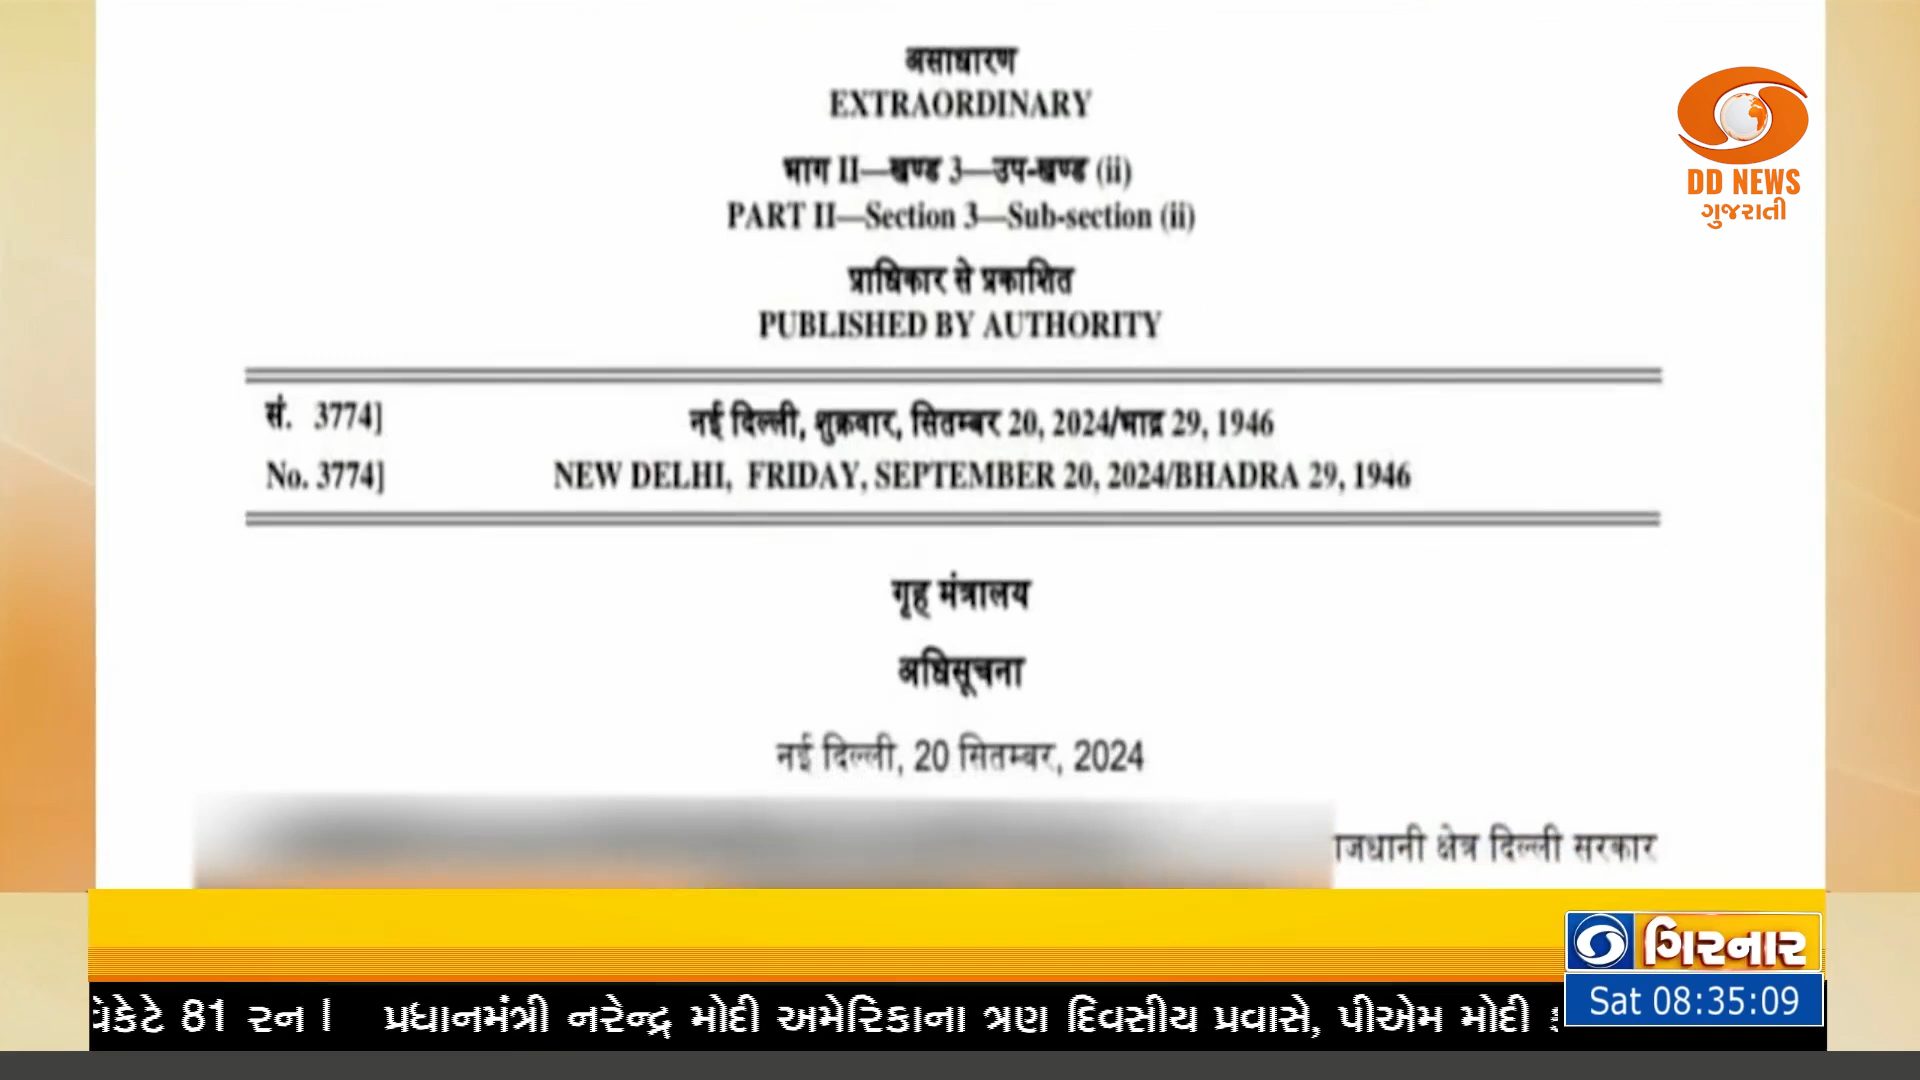 असाधारण
EXTRAORDINARY
भाग II—खण्ड 3—उप-खण्ड (ii)
PART II—Section 3—Sub-section (ii)
प्राधिकार से प्रकाशित
PUBLISHED BY AUTHORITY
सं. 3774]
नई दिल्ली, शुक्रवार, सितम्बर 20, 2024/भाद्र 29, 1946
No. 3774]
NEW DELHI, FRIDAY, SEPTEMBER 20, 2024/BHADRA 29, 1946
गृह मंत्रालय
अधिसूचना
नई दिल्ली, 20 सितम्बर, 2024
क्षेत्र दिल्ली सरकार
DD NEWS
ગુજરાતી
ગિરનાર
Sat 08:35:09
81 રન। પ્રધાનમંત્રી નરેન્દ્ર મોદી અમેરિકાના ત્રણ દિવસીય પ્રવાસે, પીએમ મોદી